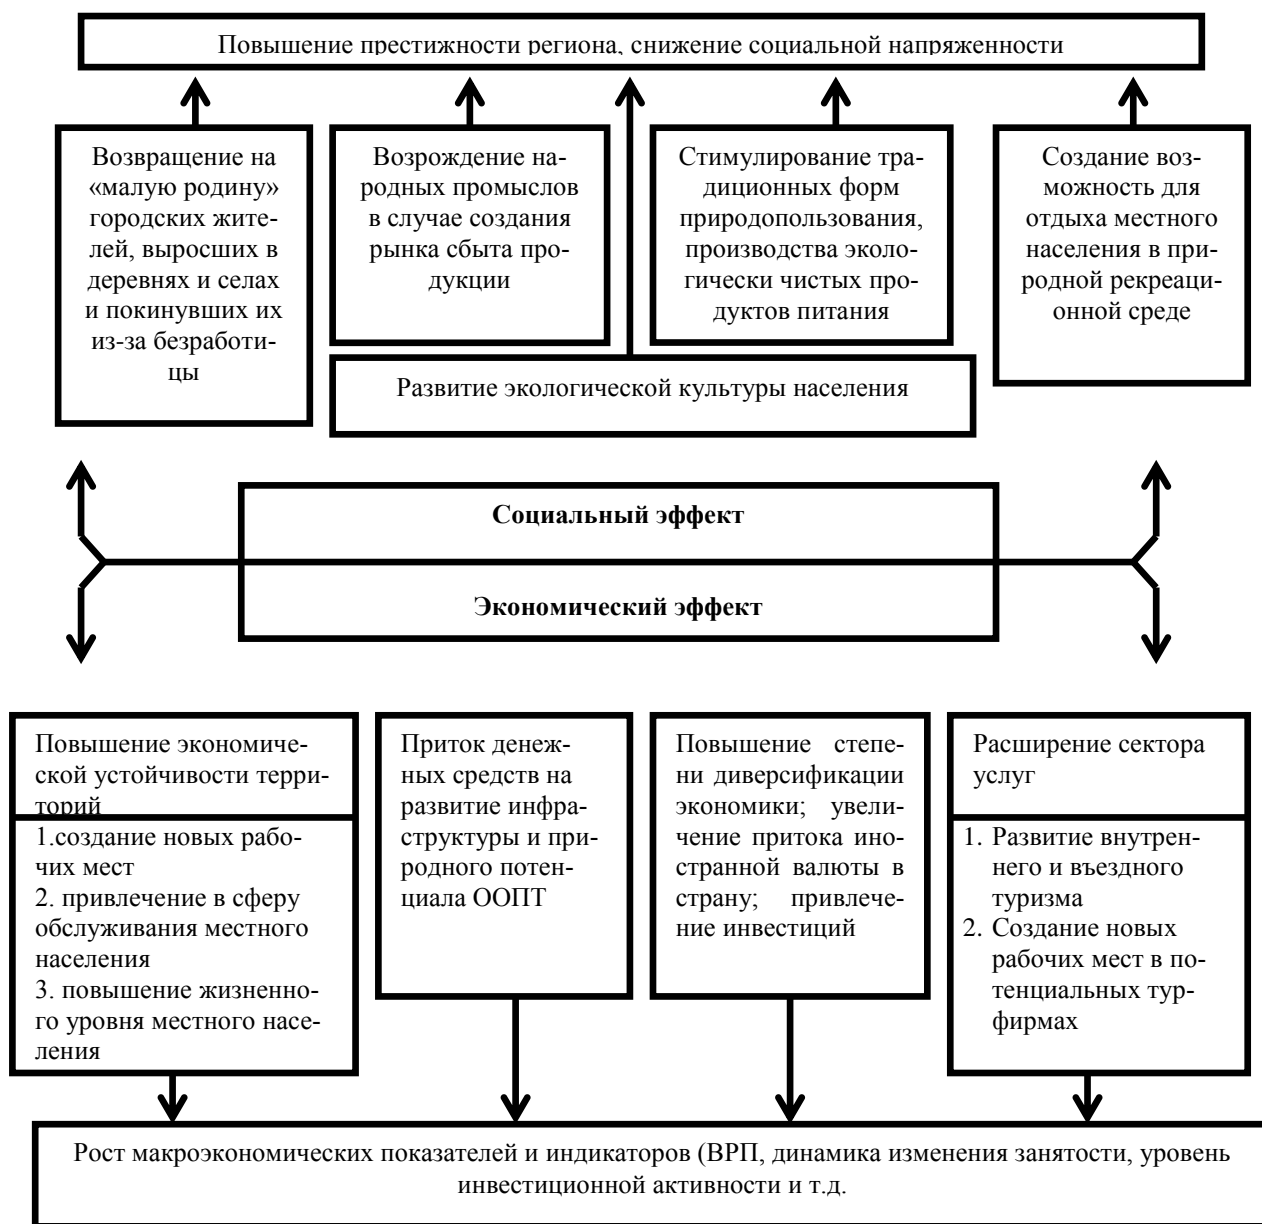 Повышение престижности региона, снижение социальной напряженности
Возвращение на
«малую родину»
городских жите-
лей, выросших в
деревнях и селах
и покинувших их
из-за безработи-
цы
Возрождение на-
родных промыслов
в случае создания
рынка сбыта про-
дукции
Стимулирование тра-
диционных форм
природопользования,
производства эколо-
гически чистых про-
дуктов питания
Создание воз-
можность для
отдыха местного
населения в при-
родной рекреаци-
онной среде
Развитие экологической культуры населения
Социальный эффект
Экономический эффект
Повышение экономиче-
ской устойчивости терри-
торий
1.создание новых рабо-
чих мест
2. привлечение в сферу
обслуживания местного
населения
3. повышение жизненно-
го уровня местного насе-
ления
Приток денеж-
ных средств на
развитие инфра-
структуры и при-
родного потен-
циала ООПТ
Повышение степе-
ни диверсификации
экономики; увели-
чение притока ино-
странной валюты в
страну; привлече-
ние инвестиций
Расширение сектора
услуг
1. Развитие внутрен-
него и въездного
туризма
2. Создание новых
рабочих мест в по-
тенциальных тур-
фирмах
Рост макроэкономических показателей и индикаторов (ВРП, динамика изменения занятости, уровень
инвестиционной активности и т.д.